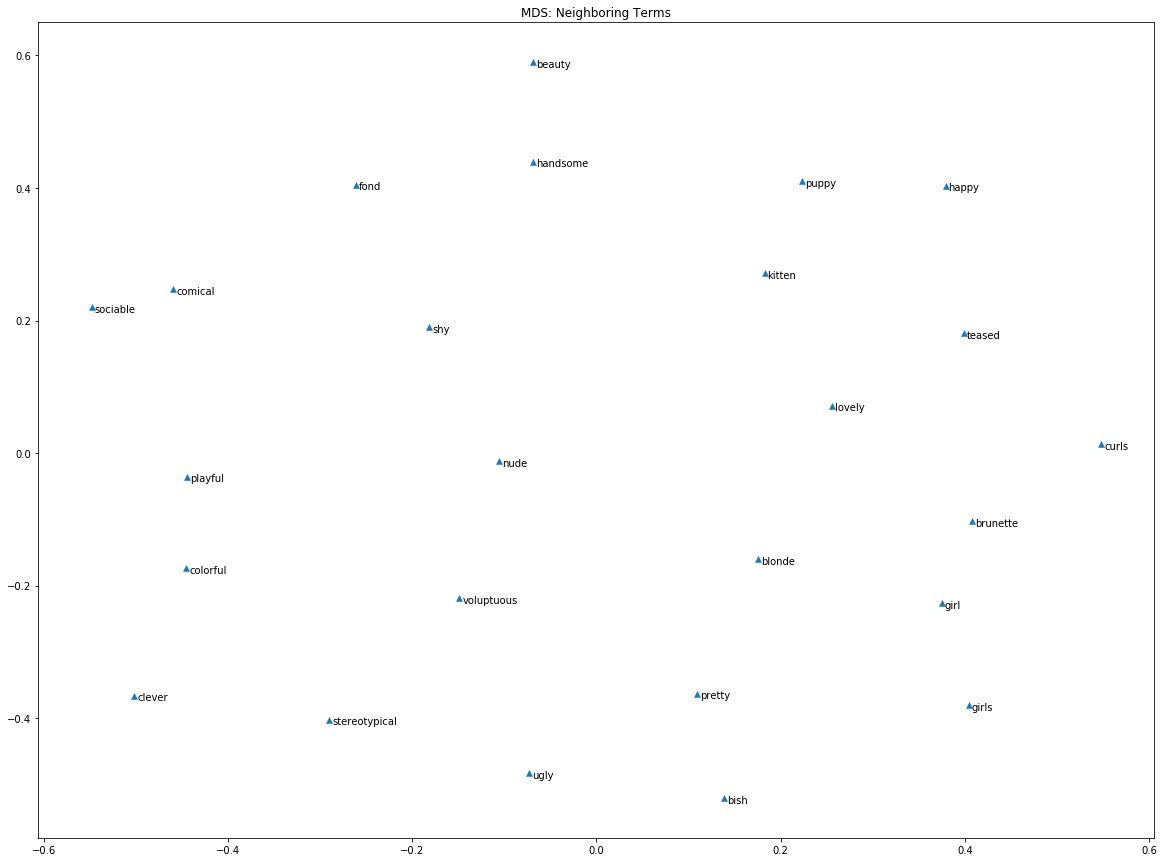 MDS: Neighboring Terms
0.6
beauty
handsome
puppy
0.4
fond
happy
kitten
comical
sociable
0.2
shy
teased
lovely
0.0
curls
nude
playful
brunette
blonde
colorful
−0.2
voluptuous
girl
pretty
clever
girls
−0.4
stereotypical
ugly
bish
−0.6 −0.4 −0.2 0.0 0.2 0.4 0.6